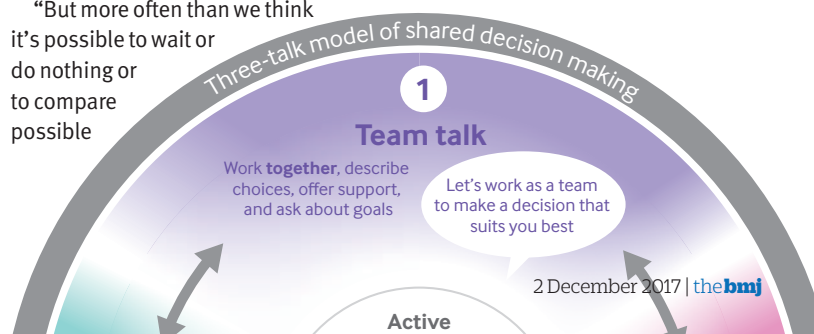 “But more often than we think
it’s possible to wait or
do nothing or
to compare
possible
Three-talk model of shared decision making
1
Team talk
Work together, describe
choices, offer support,
and ask about goals
Let’s work as a team
to make a decision that
suits you best
2 December 2017 | thebmj
Active